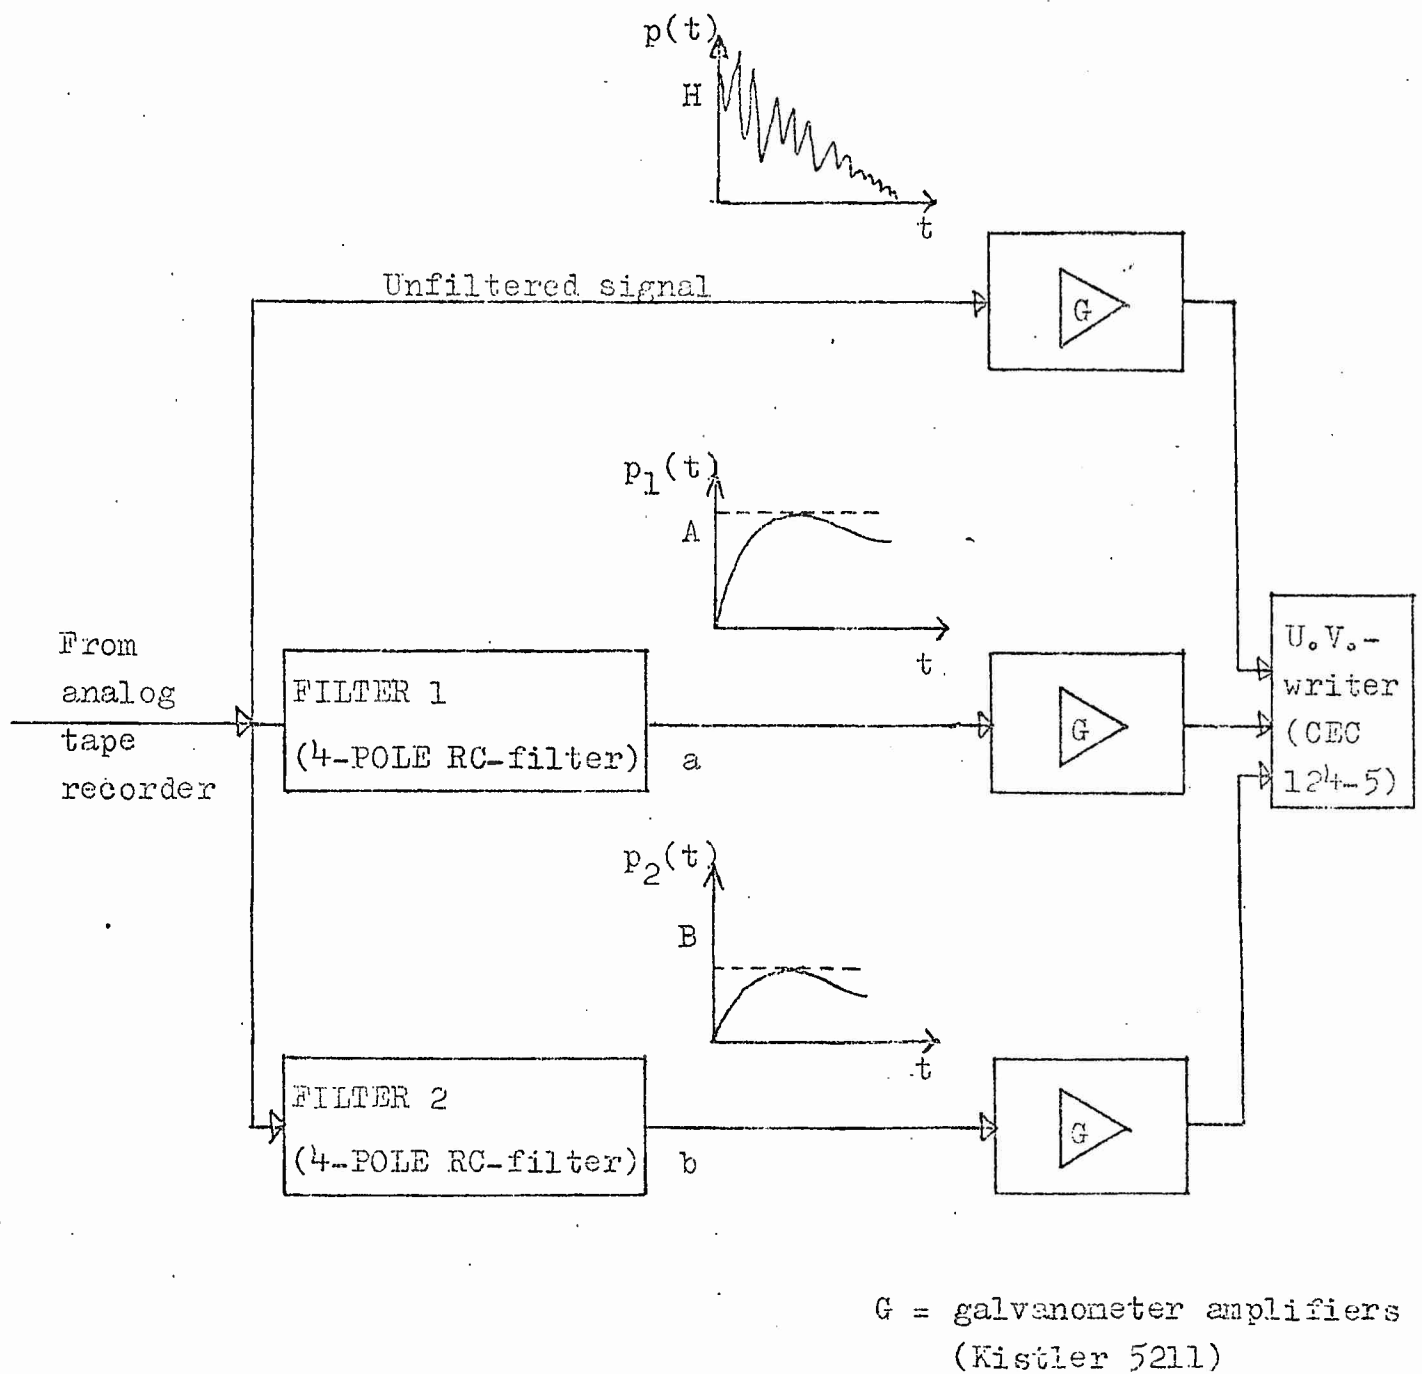 p(t)
H
t
Unfiltered signal
G
p₁(t)
A
t
From
analog
tape
recorder
FILTER 1
(4-POLE RC-filter)
a
G
U.V.-
writer
(CEC
124-5)
p₂(t)
B
t
FILTER 2
(4-POLE RC-filter)
b
G
G = galvanometer amplifiers
(Kistler 5211)